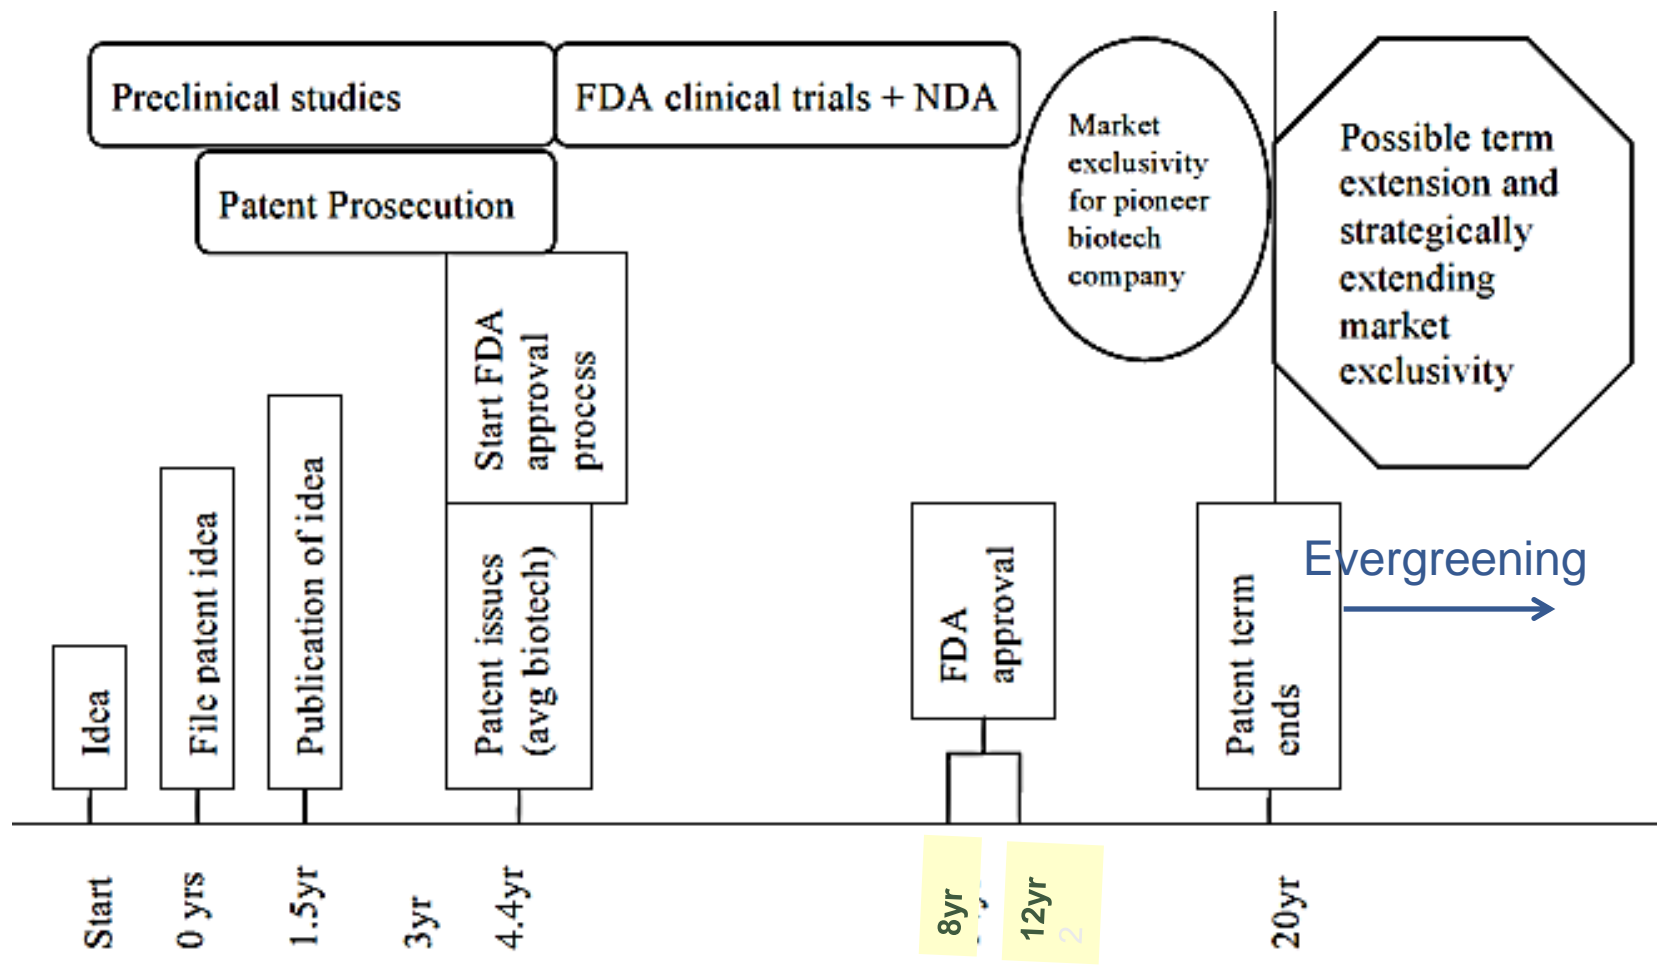 Preclinical studies
FDA clinical trials + NDA
Patent Prosecution
Market
exclusivity
for pioneer
biotech
company
Possible term
extension and
strategically
extending
market
exclusivity
Start FDA
approval
process
Idea
File patent idea
Publication of idea
Patent issues
(avg biotech)
FDA
approval
Patent term
ends
Evergreening
Start
0 yrs
1.5yr
3yr
4.4yr
8yr
12yr
2
20yr